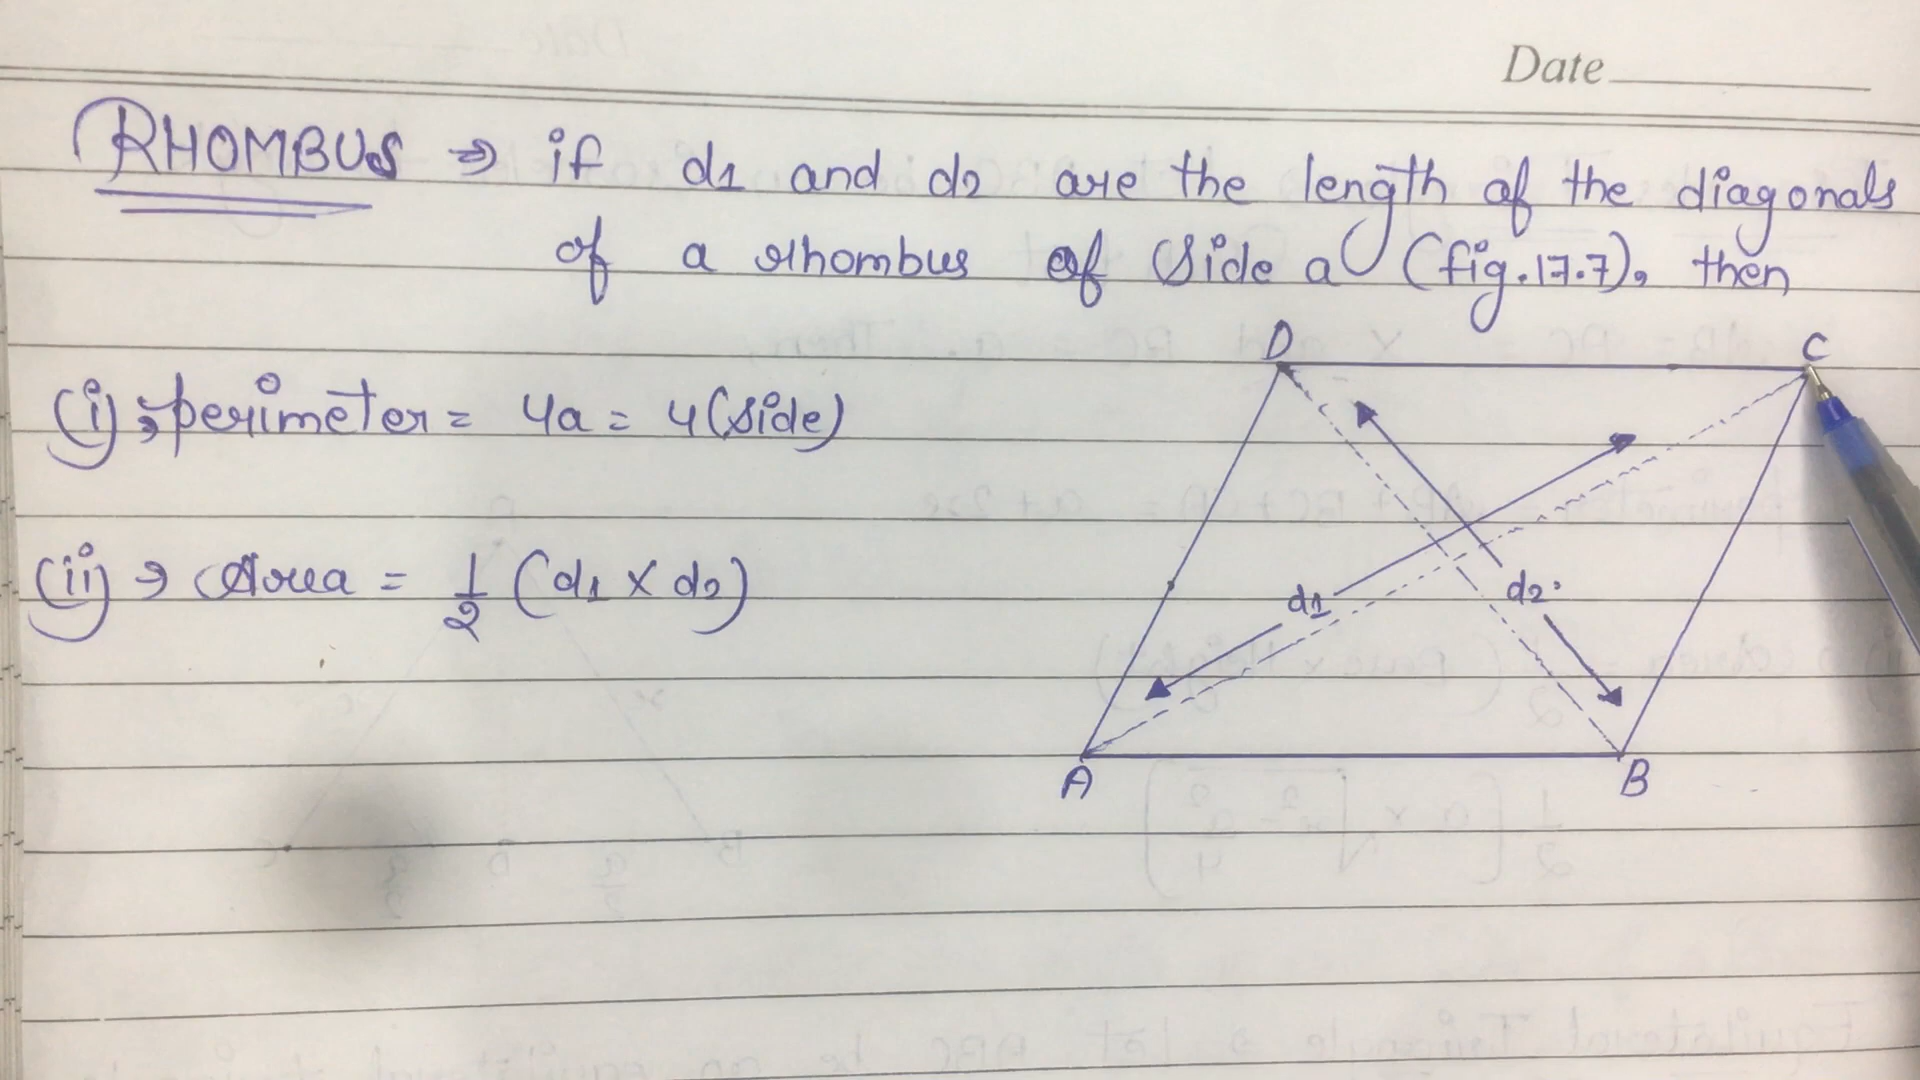 Date
RHOMBUS ⇒ if d1 and d2 are the length of the diagonals
of a rhombus of side a (fig.17.7), then
(i) → perimeter = 4a = 4(side)
(ii) → Area = 1/2 (d1 × d2)
D C
d1 d2
A B